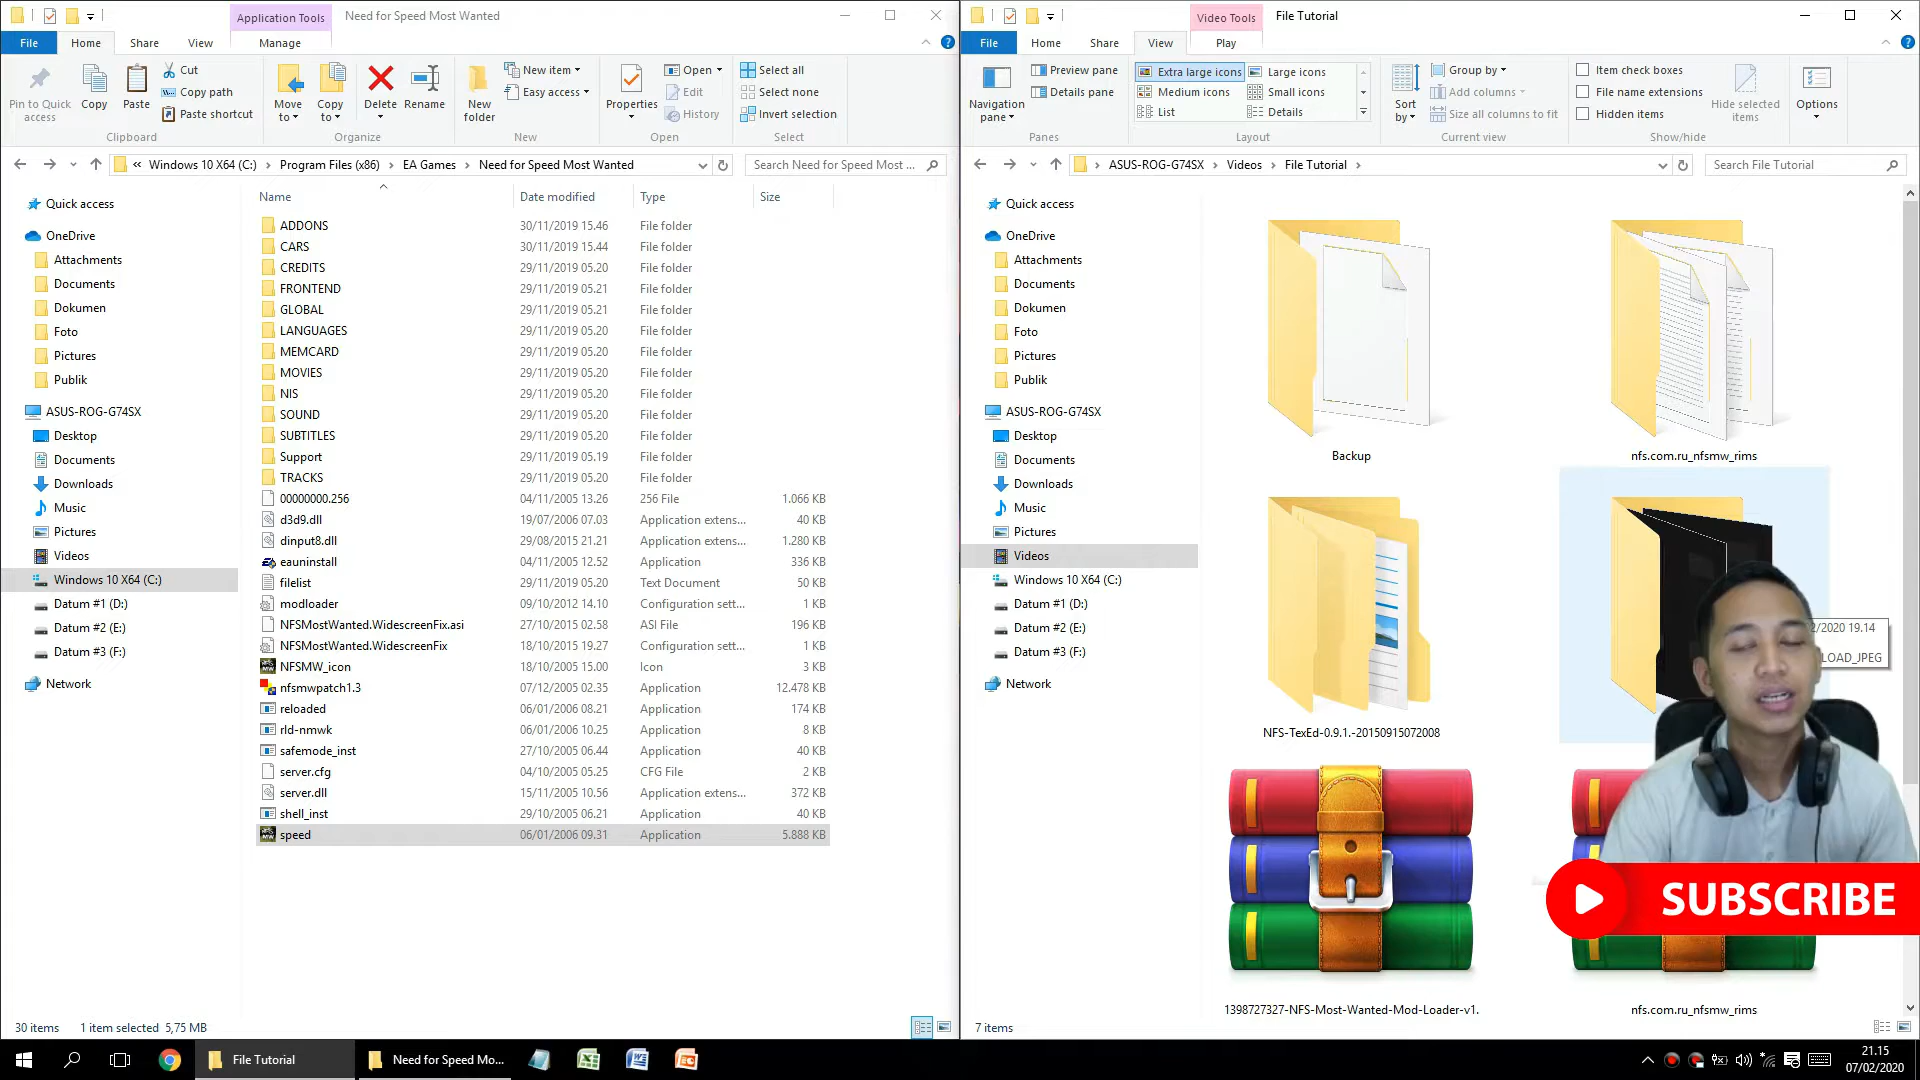 Application Tools
Need for Speed Most Wanted
File
Home
Share
View
Manage
Pin to Quick access
Copy
Paste
Cut
Copy path
Paste shortcut
Clipboard
Move to
Copy to
Delete
Rename
Organize
New folder
New item
Easy access
New
Properties
Open
Edit
History
Open
Select all
Select none
Invert selection
Select
« Windows 10 X64 (C:) > Program Files (x86) > EA Games > Need for Speed Most Wanted
Search Need for Speed Most ...
Quick access
OneDrive
Attachments
Documents
Dokumen
Foto
Pictures
Publik
ASUS-ROG-G74SX
Desktop
Documents
Downloads
Music
Pictures
Videos
Windows 10 X64 (C:)
Datum #1 (D:)
Datum #2 (E:)
Datum #3 (F:)
Network
Name Date modified Type Size
ADDONS 30/11/2019 15.46 File folder
CARS 30/11/2019 15.44 File folder
CREDITS 29/11/2019 05.20 File folder
FRONTEND 29/11/2019 05.21 File folder
GLOBAL 29/11/2019 05.21 File folder
LANGUAGES 29/11/2019 05.20 File folder
MEMCARD 29/11/2019 05.20 File folder
MOVIES 29/11/2019 05.20 File folder
NIS 29/11/2019 05.20 File folder
SOUND 29/11/2019 05.20 File folder
SUBTITLES 29/11/2019 05.20 File folder
Support 29/11/2019 05.19 File folder
TRACKS 29/11/2019 05.20 File folder
00000000.256 04/11/2005 13.26 256 File 1.066 KB
d3d9.dll 19/07/2006 07.03 Application extens... 40 KB
dinput8.dll 29/08/2015 21.21 Application extens... 1.280 KB
eauninstall 04/11/2005 12.52 Application 336 KB
filelist 29/11/2019 05.20 Text Document 50 KB
modloader 09/10/2012 14.10 Configuration sett... 1 KB
NFSMostWanted.WidescreenFix.asi 27/10/2015 02.58 ASI File 196 KB
NFSMostWanted.WidescreenFix 18/10/2015 19.27 Configuration sett... 1 KB
NFSMW_icon 18/10/2005 15.00 Icon 3 KB
nfsmwpatch1.3 07/12/2005 02.35 Application 12.478 KB
reloaded 06/01/2006 08.21 Application 174 KB
rld-nmwk 06/01/2006 10.25 Application 8 KB
safemode_inst 27/10/2005 06.44 Application 40 KB
server.cfg 04/10/2005 05.25 CFG File 2 KB
server.dll 15/11/2005 10.56 Application extens... 372 KB
shell_inst 29/10/2005 06.21 Application 40 KB
speed 06/01/2006 09.31 Application 5.888 KB
30 items 1 item selected 5,75 MB
Video Tools
File Tutorial
File
Home
Share
View
Play
Navigation pane
Preview pane
Details pane
Panes
Extra large icons
Large icons
Medium icons
Small icons
List
Details
Layout
Sort by
Group by
Add columns
Size all columns to fit
Current view
Item check boxes
File name extensions
Hidden items
Hide selected items
Show/hide
Options
> ASUS-ROG-G74SX > Videos > File Tutorial >
Search File Tutorial
Quick access
OneDrive
Attachments
Documents
Dokumen
Foto
Pictures
Publik
ASUS-ROG-G74SX
Desktop
Documents
Downloads
Music
Pictures
Videos
Windows 10 X64 (C:)
Datum #1 (D:)
Datum #2 (E:)
Datum #3 (F:)
Network
Backup
nfs.com.ru_nfsmw_rims
NFS-TexEd-0.9.1.-20150915072008
2/2020 19.14
LOAD_JPEG
SUBSCRIBE
1398727327-NFS-Most-Wanted-Mod-Loader-v1.
nfs.com.ru_nfsmw_rims
7 items
File Tutorial
Need for Speed Mo...
21.15
07/02/2020